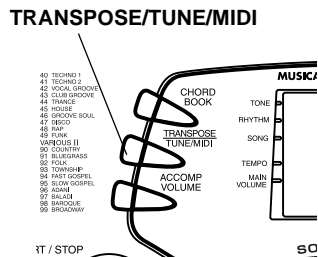 TRANSPOSE/TUNE/MIDI
40 TECHNO 1
41 TECHNO 2
42 VOCAL GROOVE
43 CLUB GROOVE
44 TRANCE
45 HOUSE
46 GROOVE SOUL
47 DISCO
48 RAP
49 FUNK
VARIOUS II
90 COUNTRY
91 BLUEGRASS
92 FOLK
93 TOWNSHIP
94 FAST GOSPEL
95 SLOW GOSPEL
96 ADANI
97 BALADI
98 BAROQUE
99 BROADWAY
RT / STOP
CHORD
BOOK
TRANSPOSE
TUNE/MIDI
ACCOMP
VOLUME
MUSICA
TONE
RHYTHM
SONG
TEMPO
MAIN
VOLUME
SO